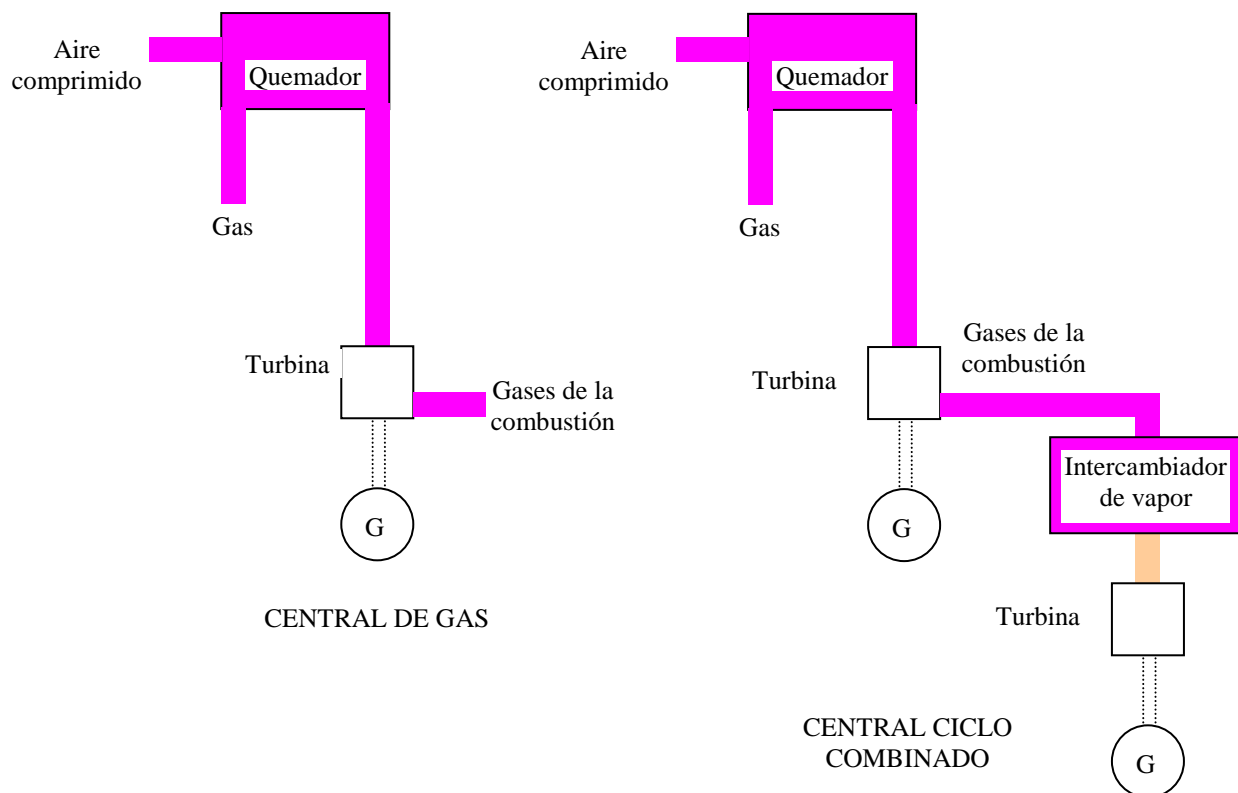 Aire
comprimido
Quemador
Gas
Turbina
Gases de la
combustión
G
CENTRAL DE GAS
Aire
comprimido
Quemador
Gas
Gases de la
combustión
Turbina
Intercambiador
de vapor
G
Turbina
CENTRAL CICLO
COMBINADO
G